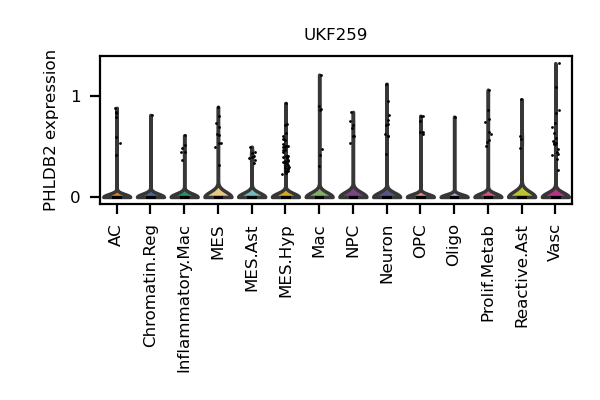 UKF259
PHLDB2 expression
1
0
AC
Chromatin.Reg
Inflammatory.Mac
MES
MES.Ast
MES.Hyp
Mac
NPC
Neuron
OPC
Oligo
Prolif.Metab
Reactive.Ast
Vasc